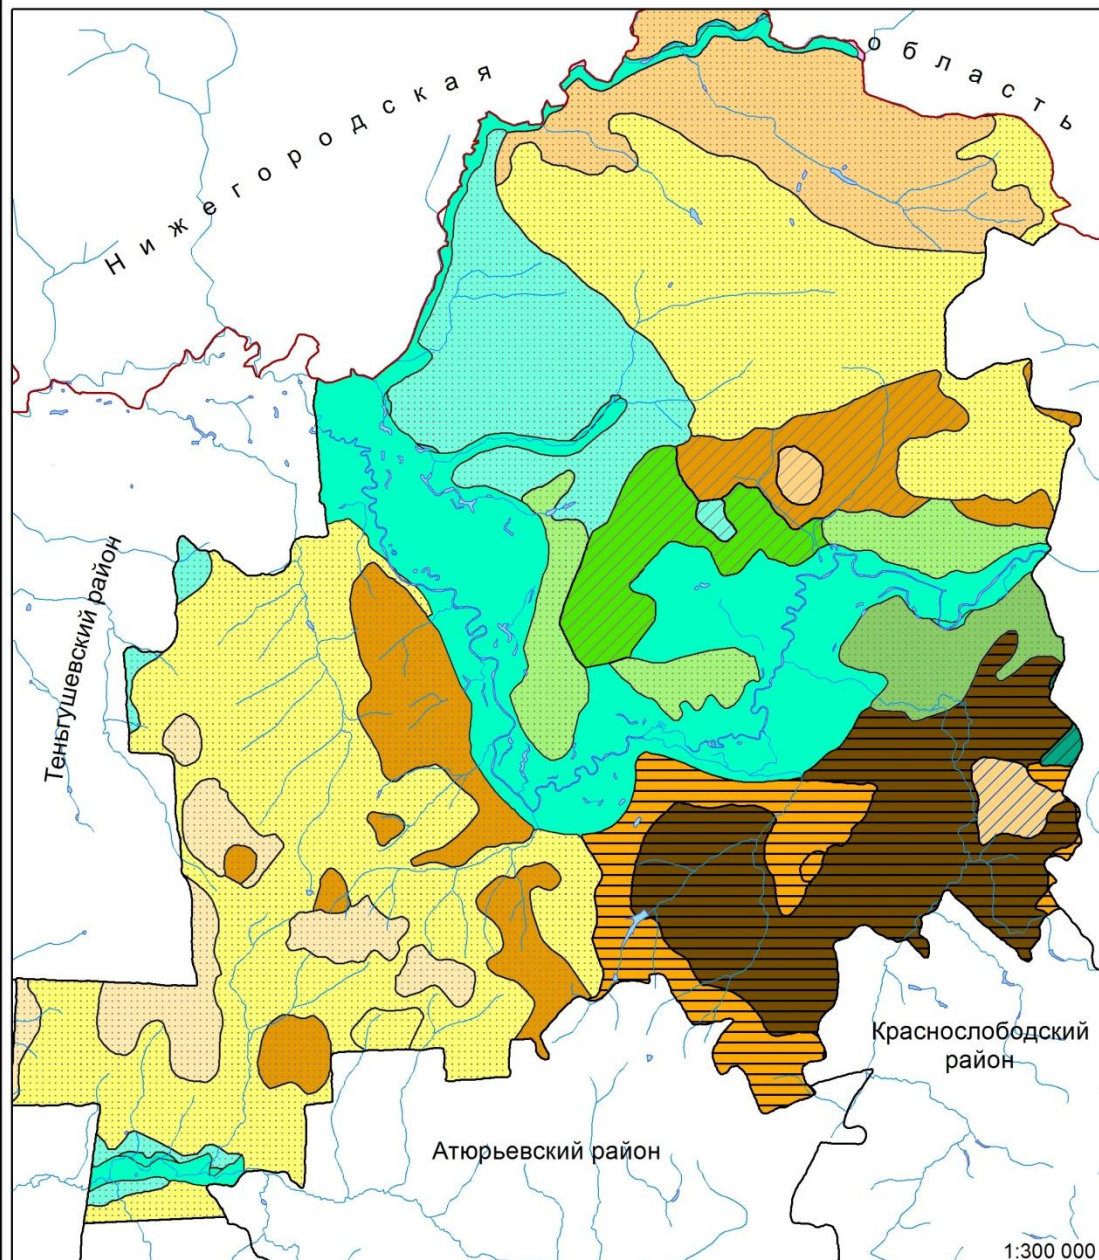 Нижегородская область
Теньгушевский район
Краснослободский
район
Атюрьевский район
1:300 000